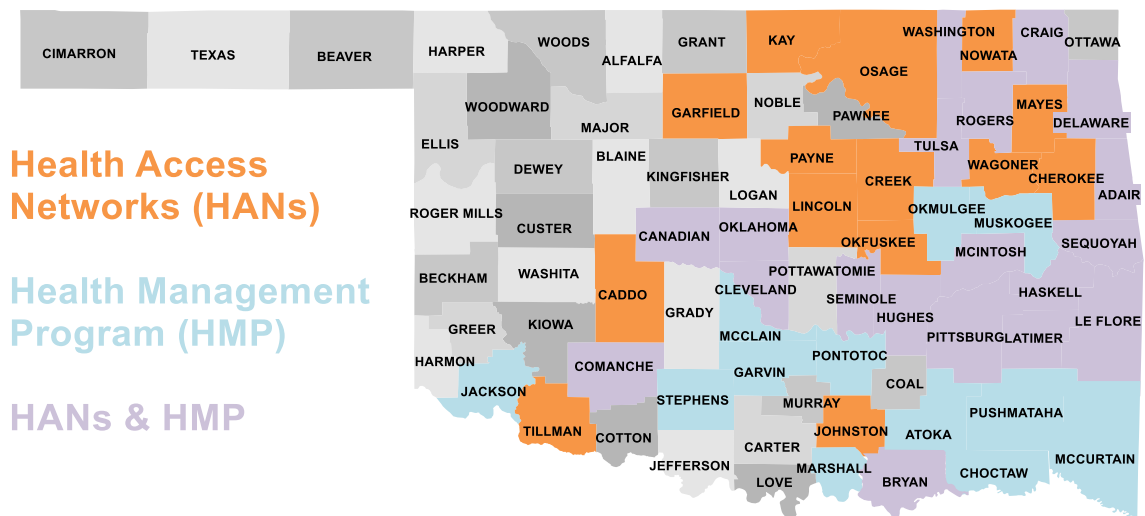 CIMARRON
TEXAS
BEAVER
HARPER
WOODS
ALFALFA
GRANT
KAY
OSAGE
WASHINGTON
NOWATA
CRAIG
OTTAWA
WOODWARD
MAJOR
GARFIELD
NOBLE
PAWNEE
ROGERS
MAYES
DELAWARE
ELLIS
DEWEY
BLAINE
KINGFISHER
LOGAN
PAYNE
CREEK
TULSA
WAGONER
CHEROKEE
ADAIR
Health Access
Networks (HANs)
ROGER MILLS
CUSTER
CANADIAN
OKLAHOMA
LINCOLN
OKFUSKEE
OKMULGEE
MUSKOGEE
MCINTOSH
SEQUOYAH
BECKHAM
WASHITA
CADDO
GRADY
CLEVELAND
POTTAWATOMIE
SEMINOLE
HUGHES
HASKELL
LE FLORE
Health Management
Program (HMP)
GREER
KIOWA
HARMON
JACKSON
COMANCHE
MCCLAIN
GARVIN
PONTOTOC
PITTSBURG
LATIMER
COAL
HANs & HMP
TILLMAN
COTTON
STEPHENS
MURRAY
JOHNSTON
ATOKA
PUSHMATAHA
JEFFERSON
CARTER
LOVE
MARSHALL
BRYAN
CHOCTAW
MCCURTAIN